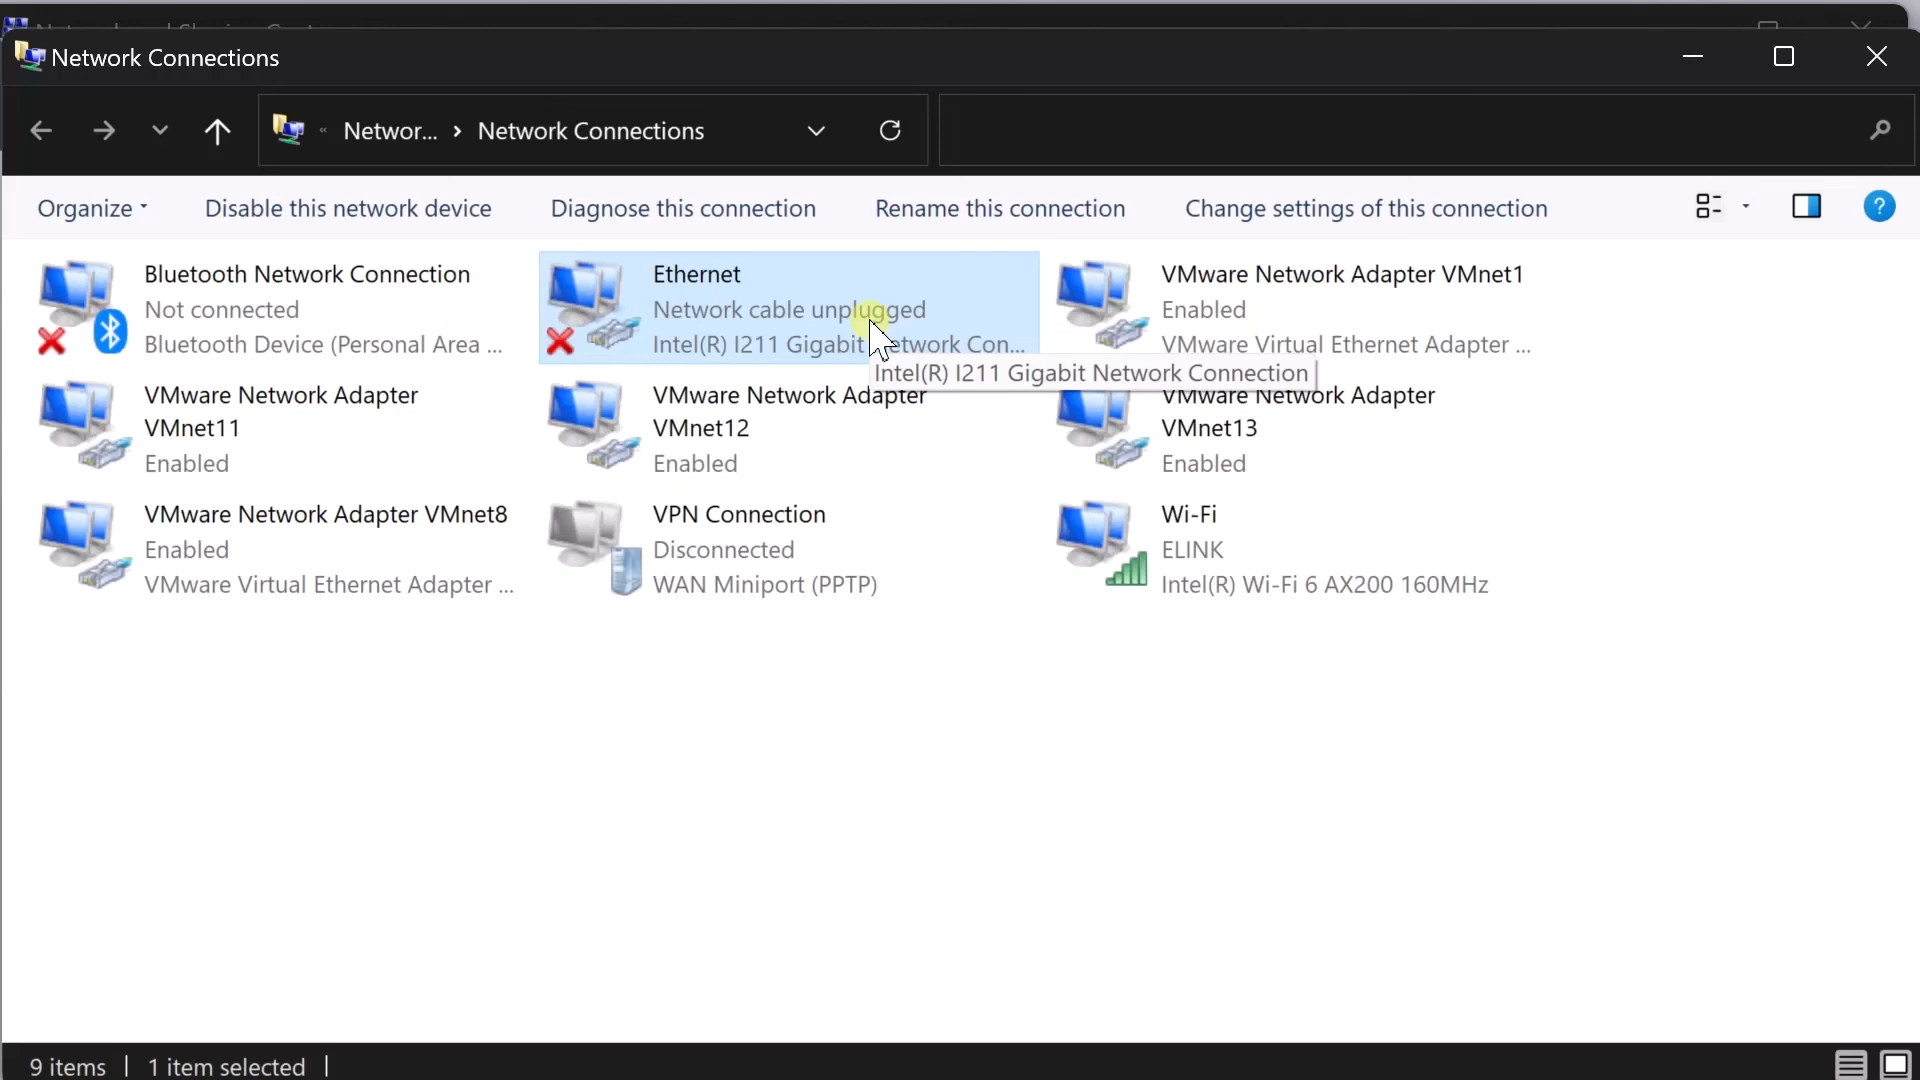 Network Connections
« Networ... › Network Connections
Organize
Disable this network device
Diagnose this connection
Rename this connection
Change settings of this connection
?
Bluetooth Network Connection
Not connected
Bluetooth Device (Personal Area ...
Ethernet
Network cable unplugged
Intel(R) I211 Gigabit Network Con...
Intel(R) I211 Gigabit Network Connection
VMware Network Adapter VMnet1
Enabled
VMware Virtual Ethernet Adapter ...
VMware Network Adapter
VMnet11
Enabled
VMware Network Adapter
VMnet12
Enabled
VMware Network Adapter
VMnet13
Enabled
VMware Network Adapter VMnet8
Enabled
VMware Virtual Ethernet Adapter ...
VPN Connection
Disconnected
WAN Miniport (PPTP)
Wi-Fi
ELINK
Intel(R) Wi-Fi 6 AX200 160MHz
9 items
1 item selected